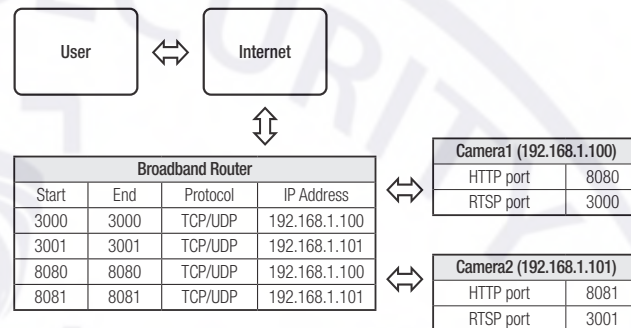 User
Internet
Broadband Router
Start End Protocol IP Address
3000 3000 TCP/UDP 192.168.1.100
3001 3001 TCP/UDP 192.168.1.101
8080 8080 TCP/UDP 192.168.1.100
8081 8081 TCP/UDP 192.168.1.101
Camera1 (192.168.1.100)
HTTP port 8080
RTSP port 3000
Camera2 (192.168.1.101)
HTTP port 8081
RTSP port 3001